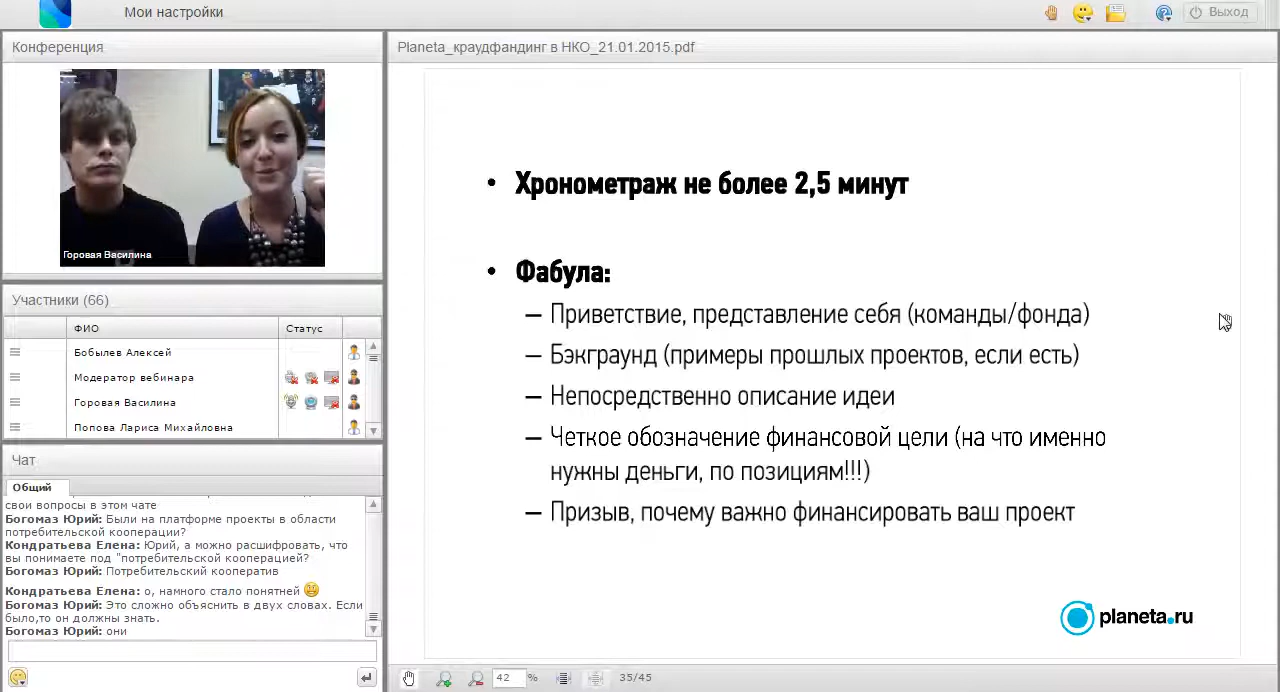 Мои настройки
Выход
Конференция
Горовая Василина
Участники (66)
ФИО
Статус
Бобылев Алексей
Модератор вебинара
Горовая Василина
Попова Лариса Михайловна
Чат
Общий
свои вопросы в этом чате
Богомаз Юрий: Были на платформе проекты в области
потребительской кооперации?
Кондратьева Елена: Юрий, а можно расшифровать, что
вы понимаете под "потребительской кооперацией?
Богомаз Юрий: Потребительский кооператив
Кондратьева Елена: о, намного стало понятней
Богомаз Юрий: Это сложно объяснить в двух словах. Если
было,то он должны знать.
Богомаз Юрий: они
Planeta_краудфандинг в НКО_21.01.2015.pdf
• Хронометраж не более 2,5 минут
• Фабула:
– Приветствие, представление себя (команды/фонда)
– Бэкграунд (примеры прошлых проектов, если есть)
– Непосредственно описание идеи
– Четкое обозначение финансовой цели (на что именно
нужны деньги, по позициям!!!)
– Призыв, почему важно финансировать ваш проект
planeta.ru
42 %
35/45